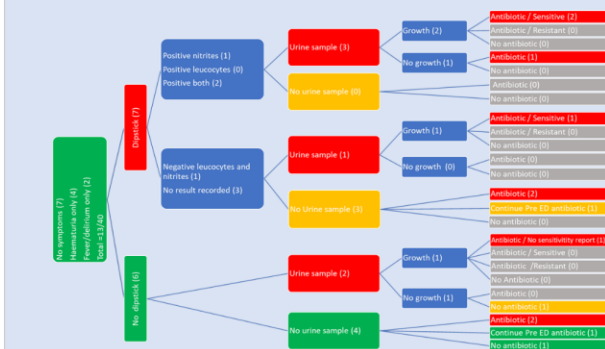 No symptoms (7)
Haematuria only (4)
Fever/delirium only (2)
Total =13/40
Dipstick (7)
No dipstick (6)
Positive nitrites (1)
Positive leucocytes (0)
Positive both (2)
Negative leucocytes and
nitrites (1)
No result recorded (3)
Urine sample (3)
No urine sample (0)
Urine sample (1)
No Urine sample (3)
Urine sample (2)
No urine sample (4)
Growth (2)
No growth (1)
Growth (1)
No growth (0)
Growth (1)
No growth (1)
Antibiotic / Sensitive (2)
Antibiotic / Resistant (0)
No antibiotic (0)
Antibiotic (1)
No antibiotic (0)
Antibiotic (0)
No antibiotic (0)
Antibiotic / Sensitive (1)
Antibiotic / Resistant (0)
No antibiotic (0)
Antibiotic (0)
No antibiotic (0)
Antibiotic (2)
Continue Pre ED antibiotic (1)
No antibiotic (0)
Antibiotic / No sensitivitity report (1)
Antibiotic / Sensitive (0)
Antibiotic /Resistant (0)
No Antibiotic (0)
Antibiotic (0)
No antibiotic (1)
Antibiotic (2)
Continue Pre ED antibiotic (1)
No antibiotic (1)